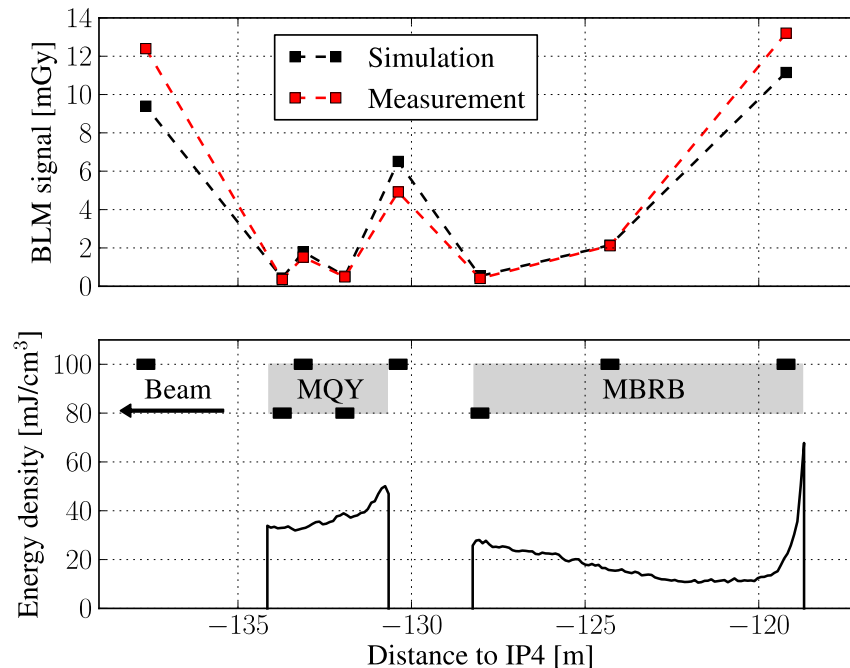 14
12
10
8
6
4
2
0
BLM signal [mGy]
Simulation
Measurement
100
80
60
40
20
0
Energy density [mJ/cm³]
Beam
MQY
MBRB
−135 −130 −125 −120
Distance to IP4 [m]